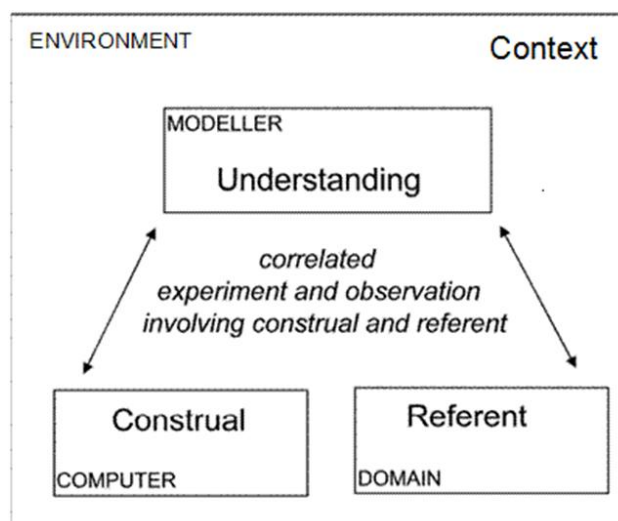 ENVIRONMENT Context
MODELLER
Understanding
correlated
experiment and observation
involving construal and referent
Construal
COMPUTER
Referent
DOMAIN